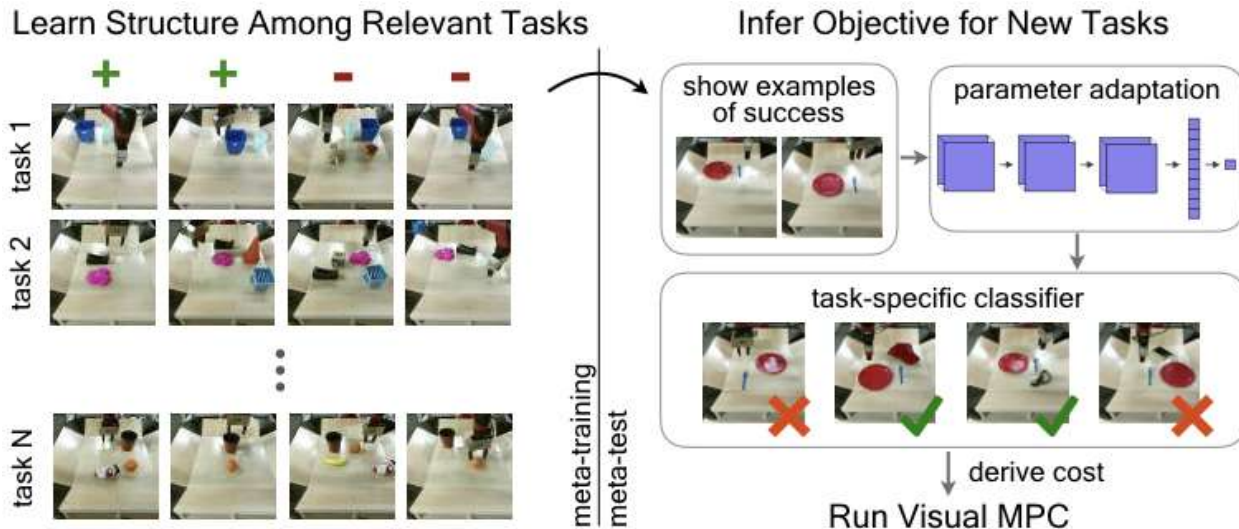 Learn Structure Among Relevant Tasks
Infer Objective for New Tasks
+ + - -
task 1
task 2
task N
meta-training
meta-test
show examples
of success
parameter adaptation
task-specific classifier
derive cost
Run Visual MPC